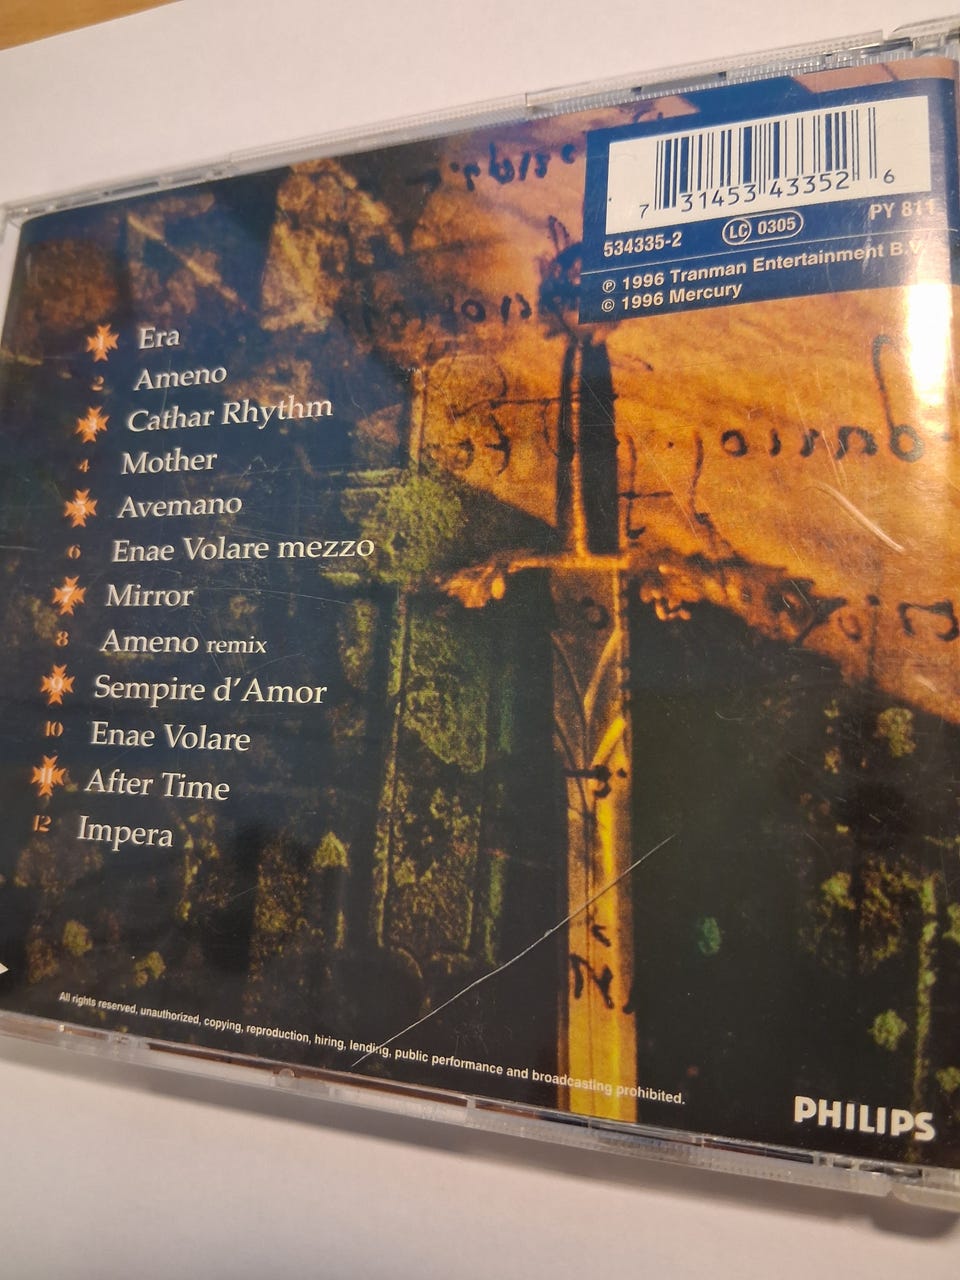 7 31453 43352 6
534335-2 LC 0305 PY 811
℗ 1996 Tranman Entertainment B.V.
© 1996 Mercury
1 Era
2 Ameno
3 Cathar Rhythm
4 Mother
5 Avemano
6 Enae Volare mezzo
7 Mirror
8 Ameno remix
9 Sempire d'Amor
10 Enae Volare
11 After Time
12 Impera
All rights reserved, unauthorized, copying, reproduction, hiring, lending, public performance and broadcasting prohibited.
PHILIPS